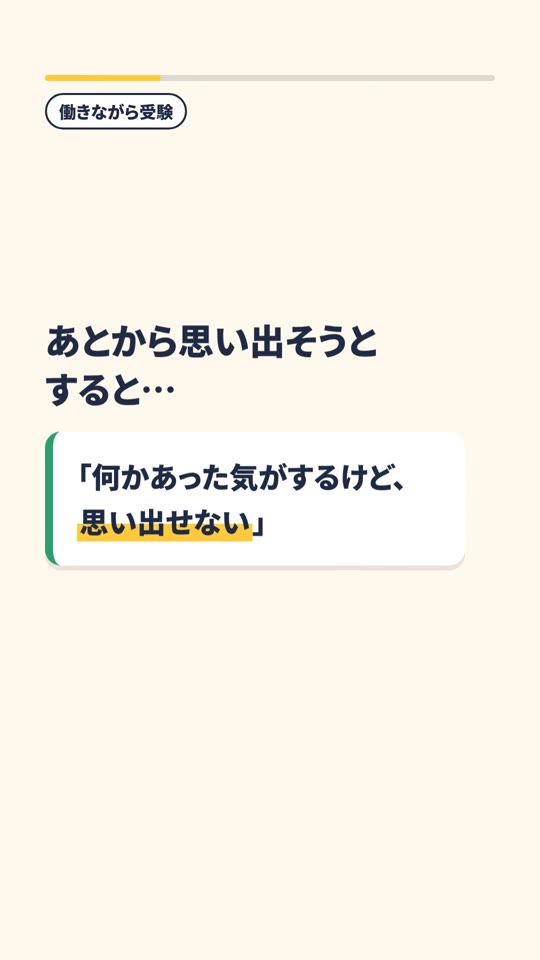 働きながら受験
あとから思い出そうと
すると…
「何かあった気がするけど、
思い出せない」